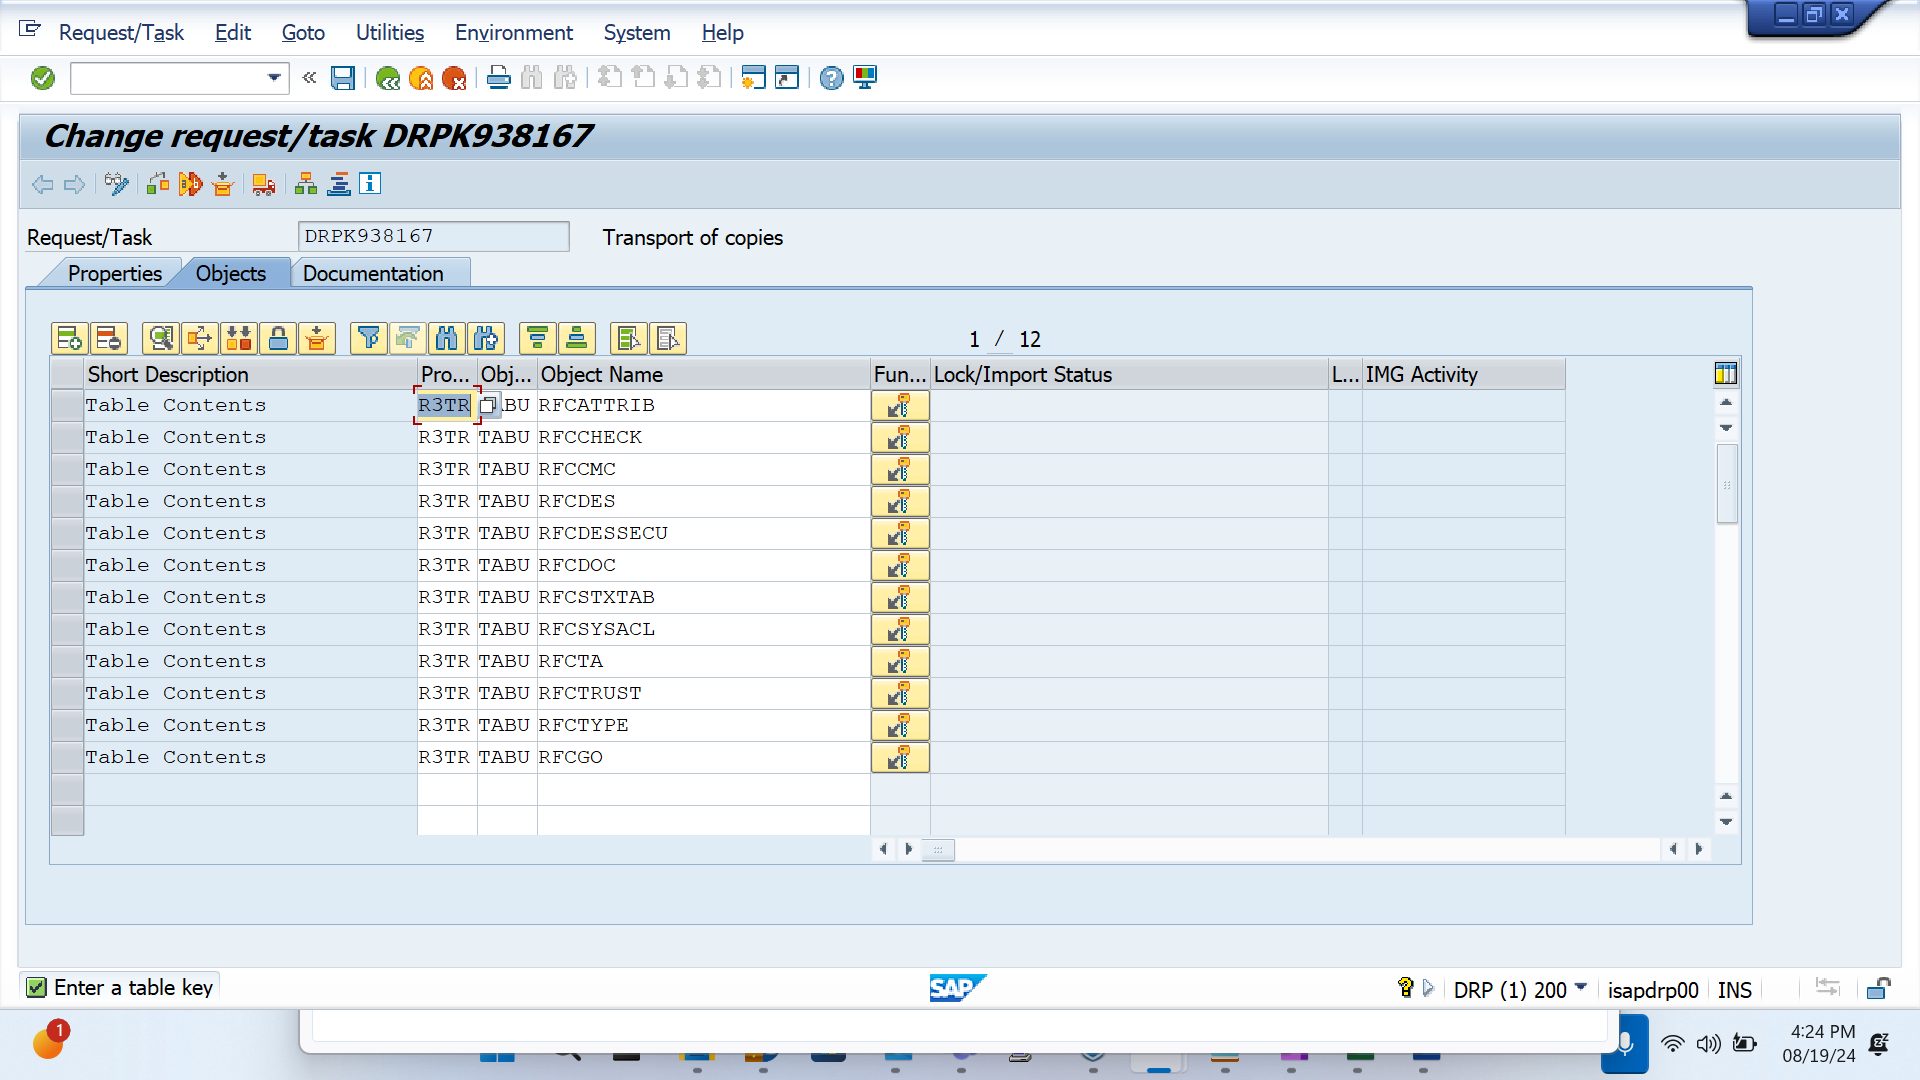 Request/Task Edit Goto Utilities Environment System Help
Change request/task DRPK938167
Request/Task DRPK938167 Transport of copies
Properties Objects Documentation
1 / 12
Short Description Pro... Obj... Object Name Fun... Lock/Import Status L... IMG Activity
Table Contents R3TR ABU RFCATTRIB
Table Contents R3TR TABU RFCCHECK
Table Contents R3TR TABU RFCCMC
Table Contents R3TR TABU RFCDES
Table Contents R3TR TABU RFCDESSECU
Table Contents R3TR TABU RFCDOC
Table Contents R3TR TABU RFCSTXTAB
Table Contents R3TR TABU RFCSYSACL
Table Contents R3TR TABU RFCTA
Table Contents R3TR TABU RFCTRUST
Table Contents R3TR TABU RFCTYPE
Table Contents R3TR TABU RFCGO
Enter a table key SAP DRP (1) 200 isapdrp00 INS
1 4:24 PM
08/19/24